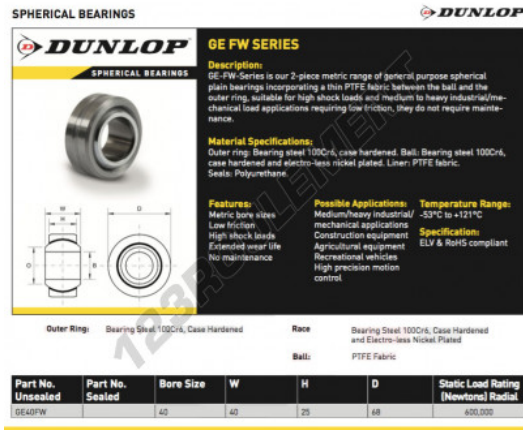 SPHERICAL BEARINGS
DUNLOP
DUNLOP
SPHERICAL BEARINGS
GE FW SERIES
Description:
GE-FW-Series is our 2-piece metric range of general purpose spherical
plain bearings incorporating a thin PTFE fabric between the ball and the
outer ring, suitable for high shock loads and medium to heavy industrial/me-
chanical load applications requiring low friction, they do not require mainte-
nance.
Material Specifications:
Outer ring: Bearing steel 100Cr6, case hardened. Ball: Bearing steel 100Cr6,
case hardened and electro-less nickel plated. Liner: PTFE fabric.
Seals: Polyurethane.
Features:
Metric bore sizes
Low friction
High shock loads
Extended wear life
No maintenance
Possible Applications:
Medium/heavy industrial/
mechanical applications
Construction equipment
Agricultural equipment
Recreational vehicles
High precision motion
control
Temperature Range:
-53°C to +121°C
Specification:
ELV & RoHS compliant
W
H
D
O
B
123ROULEMENT
Outer Ring: Bearing Steel 100Cr6, Case Hardened
Race Bearing Steel 100Cr6, Case Hardened
and Electro-less Nickel Plated
Ball: PTFE Fabric
Part No. Unsealed Part No. Sealed Bore Size W H D Static Load Rating (Newtons) Radial
GE40FW 40 40 25 68 600,000